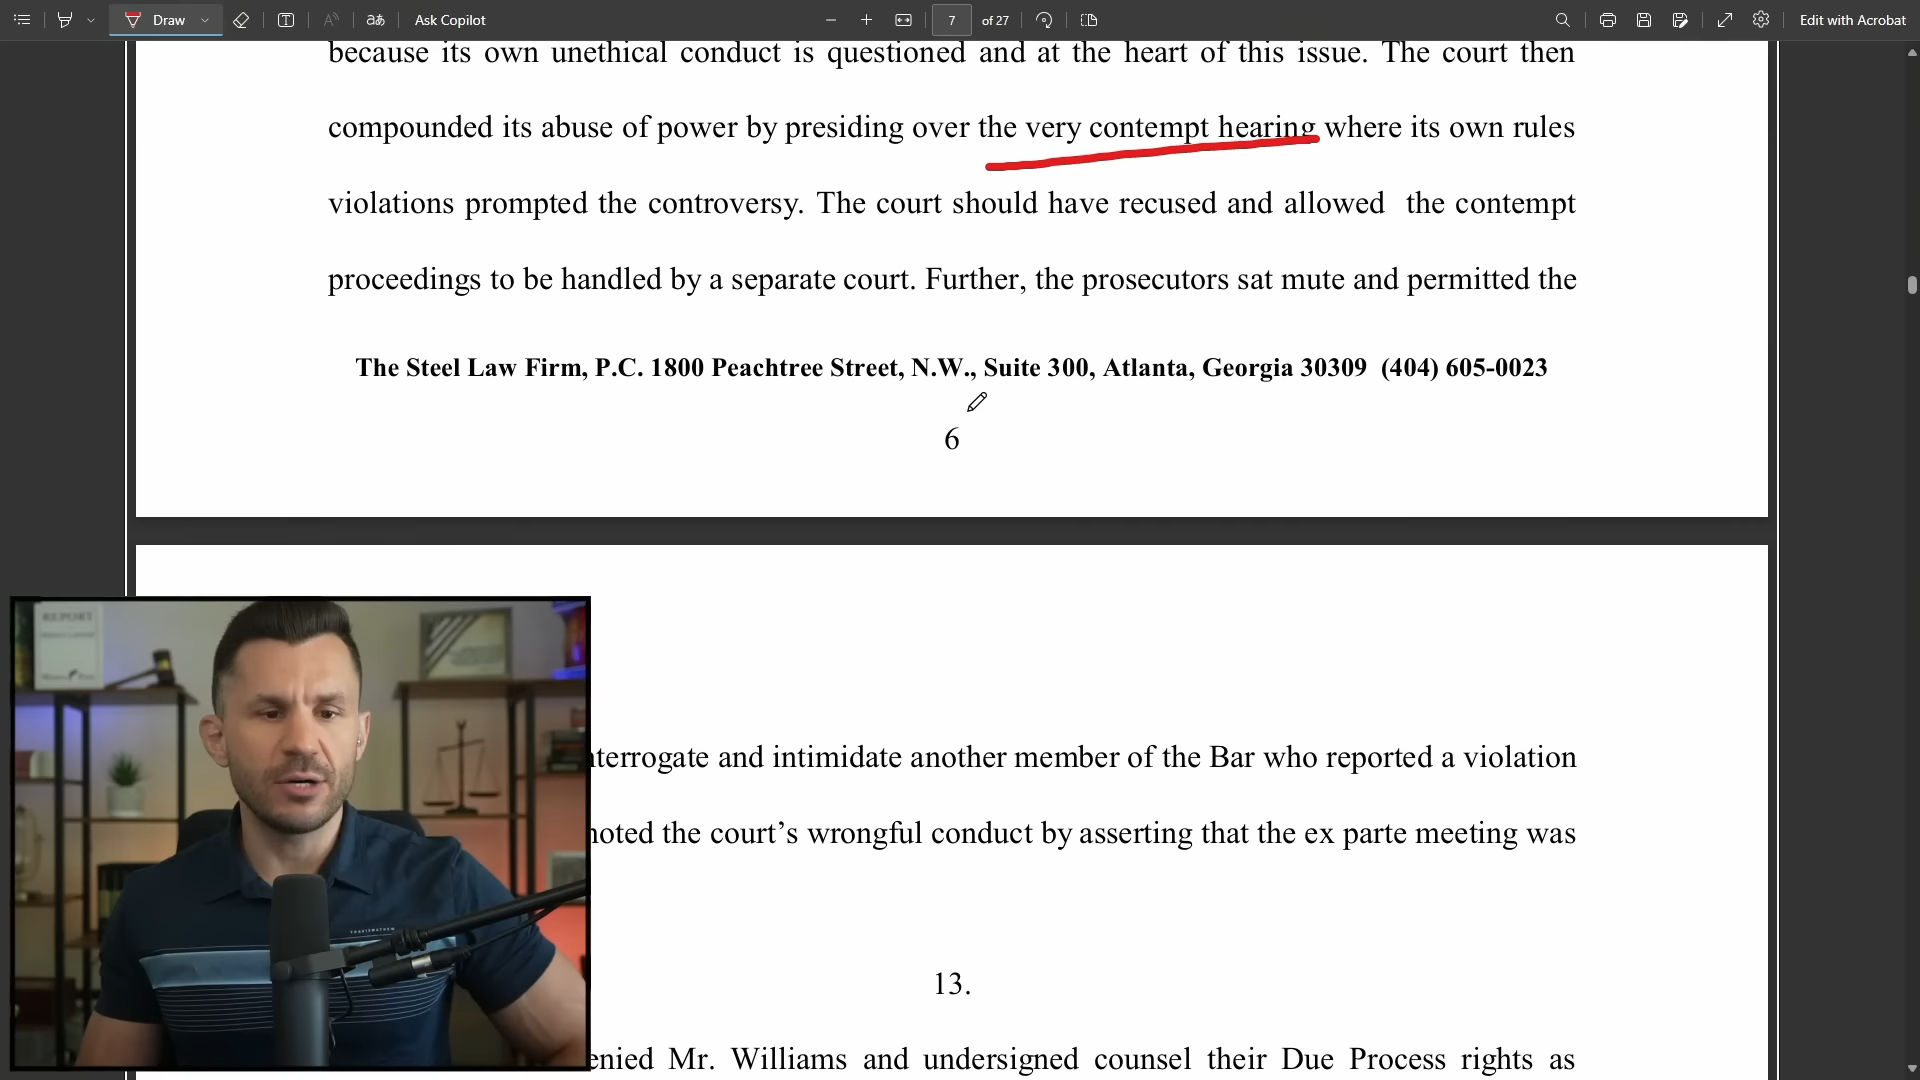 Draw
aあ
Ask Copilot
7
of 27
Edit with Acrobat
because its own unethical conduct is questioned and at the heart of this issue. The court then
compounded its abuse of power by presiding over the very contempt hearing where its own rules
violations prompted the controversy. The court should have recused and allowed the contempt
proceedings to be handled by a separate court. Further, the prosecutors sat mute and permitted the
The Steel Law Firm, P.C. 1800 Peachtree Street, N.W., Suite 300, Atlanta, Georgia 30309 (404) 605-0023
6
REPORT
nterrogate and intimidate another member of the Bar who reported a violation
noted the court’s wrongful conduct by asserting that the ex parte meeting was
TRAVISMATHEW
13.
enied Mr. Williams and undersigned counsel their Due Process rights as